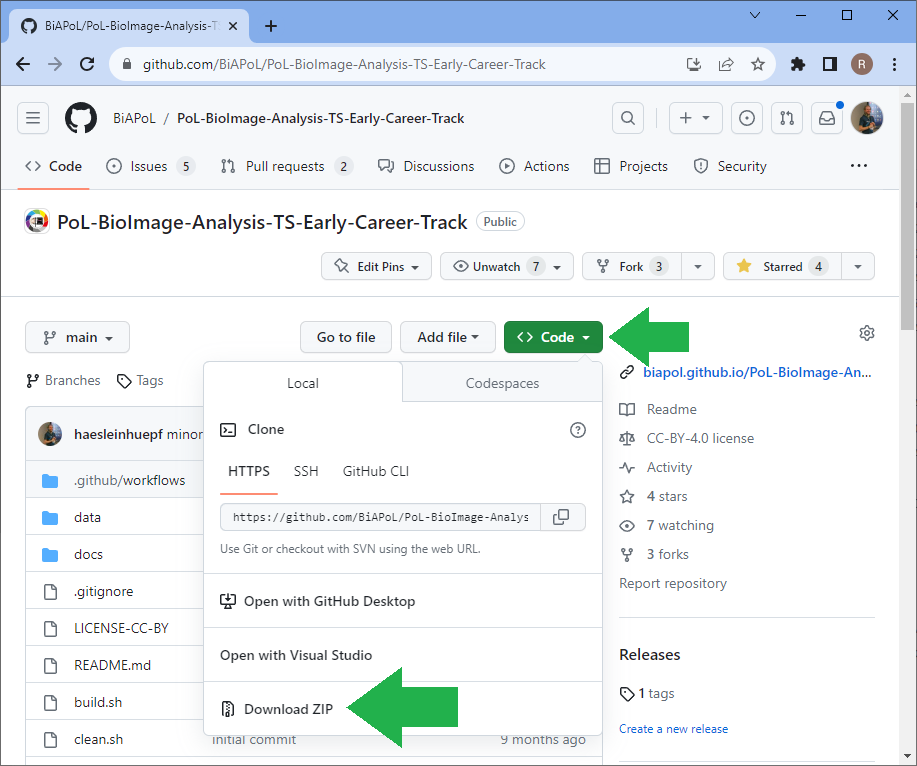 BiAPoL/PoL-BioImage-Analysis-T
github.com/BiAPoL/PoL-BioImage-Analysis-TS-Early-Career-Track
R
BiAPoL / PoL-BioImage-Analysis-TS-Early-Career-Track
Code Issues 5 Pull requests 2 Discussions Actions Projects Security
PoL-BioImage-Analysis-TS-Early-Career-Track Public
Edit Pins Unwatch 7 Fork 3 Starred 4
main Go to file Add file Code
Branches Tags
haesleinhuepf minor
.github/workflows
data
docs
.gitignore
LICENSE-CC-BY
README.md
build.sh
clean.sh initial commit 9 months ago
Local Codespaces
Clone
HTTPS SSH GitHub CLI
https://github.com/BiAPoL/PoL-BioImage-Analys
Use Git or checkout with SVN using the web URL.
Open with GitHub Desktop
Open with Visual Studio
Download ZIP
biapol.github.io/PoL-BioImage-An...
Readme
CC-BY-4.0 license
Activity
4 stars
7 watching
3 forks
Report repository
Releases
1 tags
Create a new release